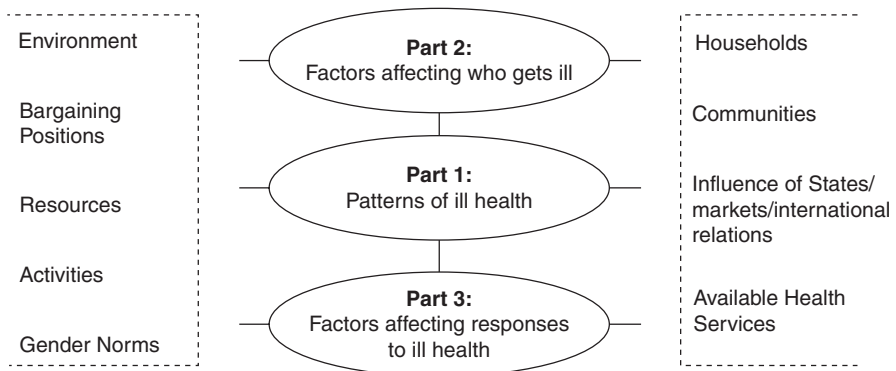 Environment
Bargaining
Positions
Resources
Activities
Gender Norms
Part 2:
Factors affecting who gets ill
Part 1:
Patterns of ill health
Part 3:
Factors affecting responses
to ill health
Households
Communities
Influence of States/
markets/international
relations
Available Health
Services